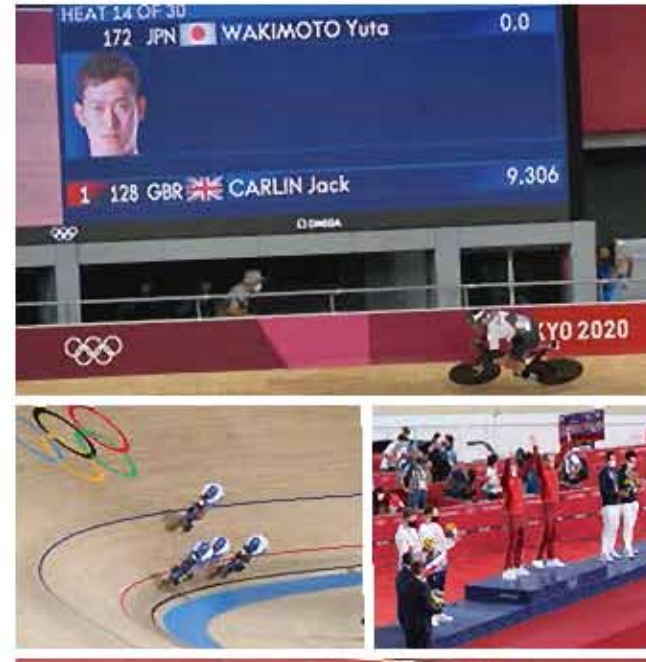 HEAT 14 OF 30
172 JPN WAKIMOTO Yuta 0.0
1 128 GBR CARLIN Jack 9.306
OMEGA
KYO 2020